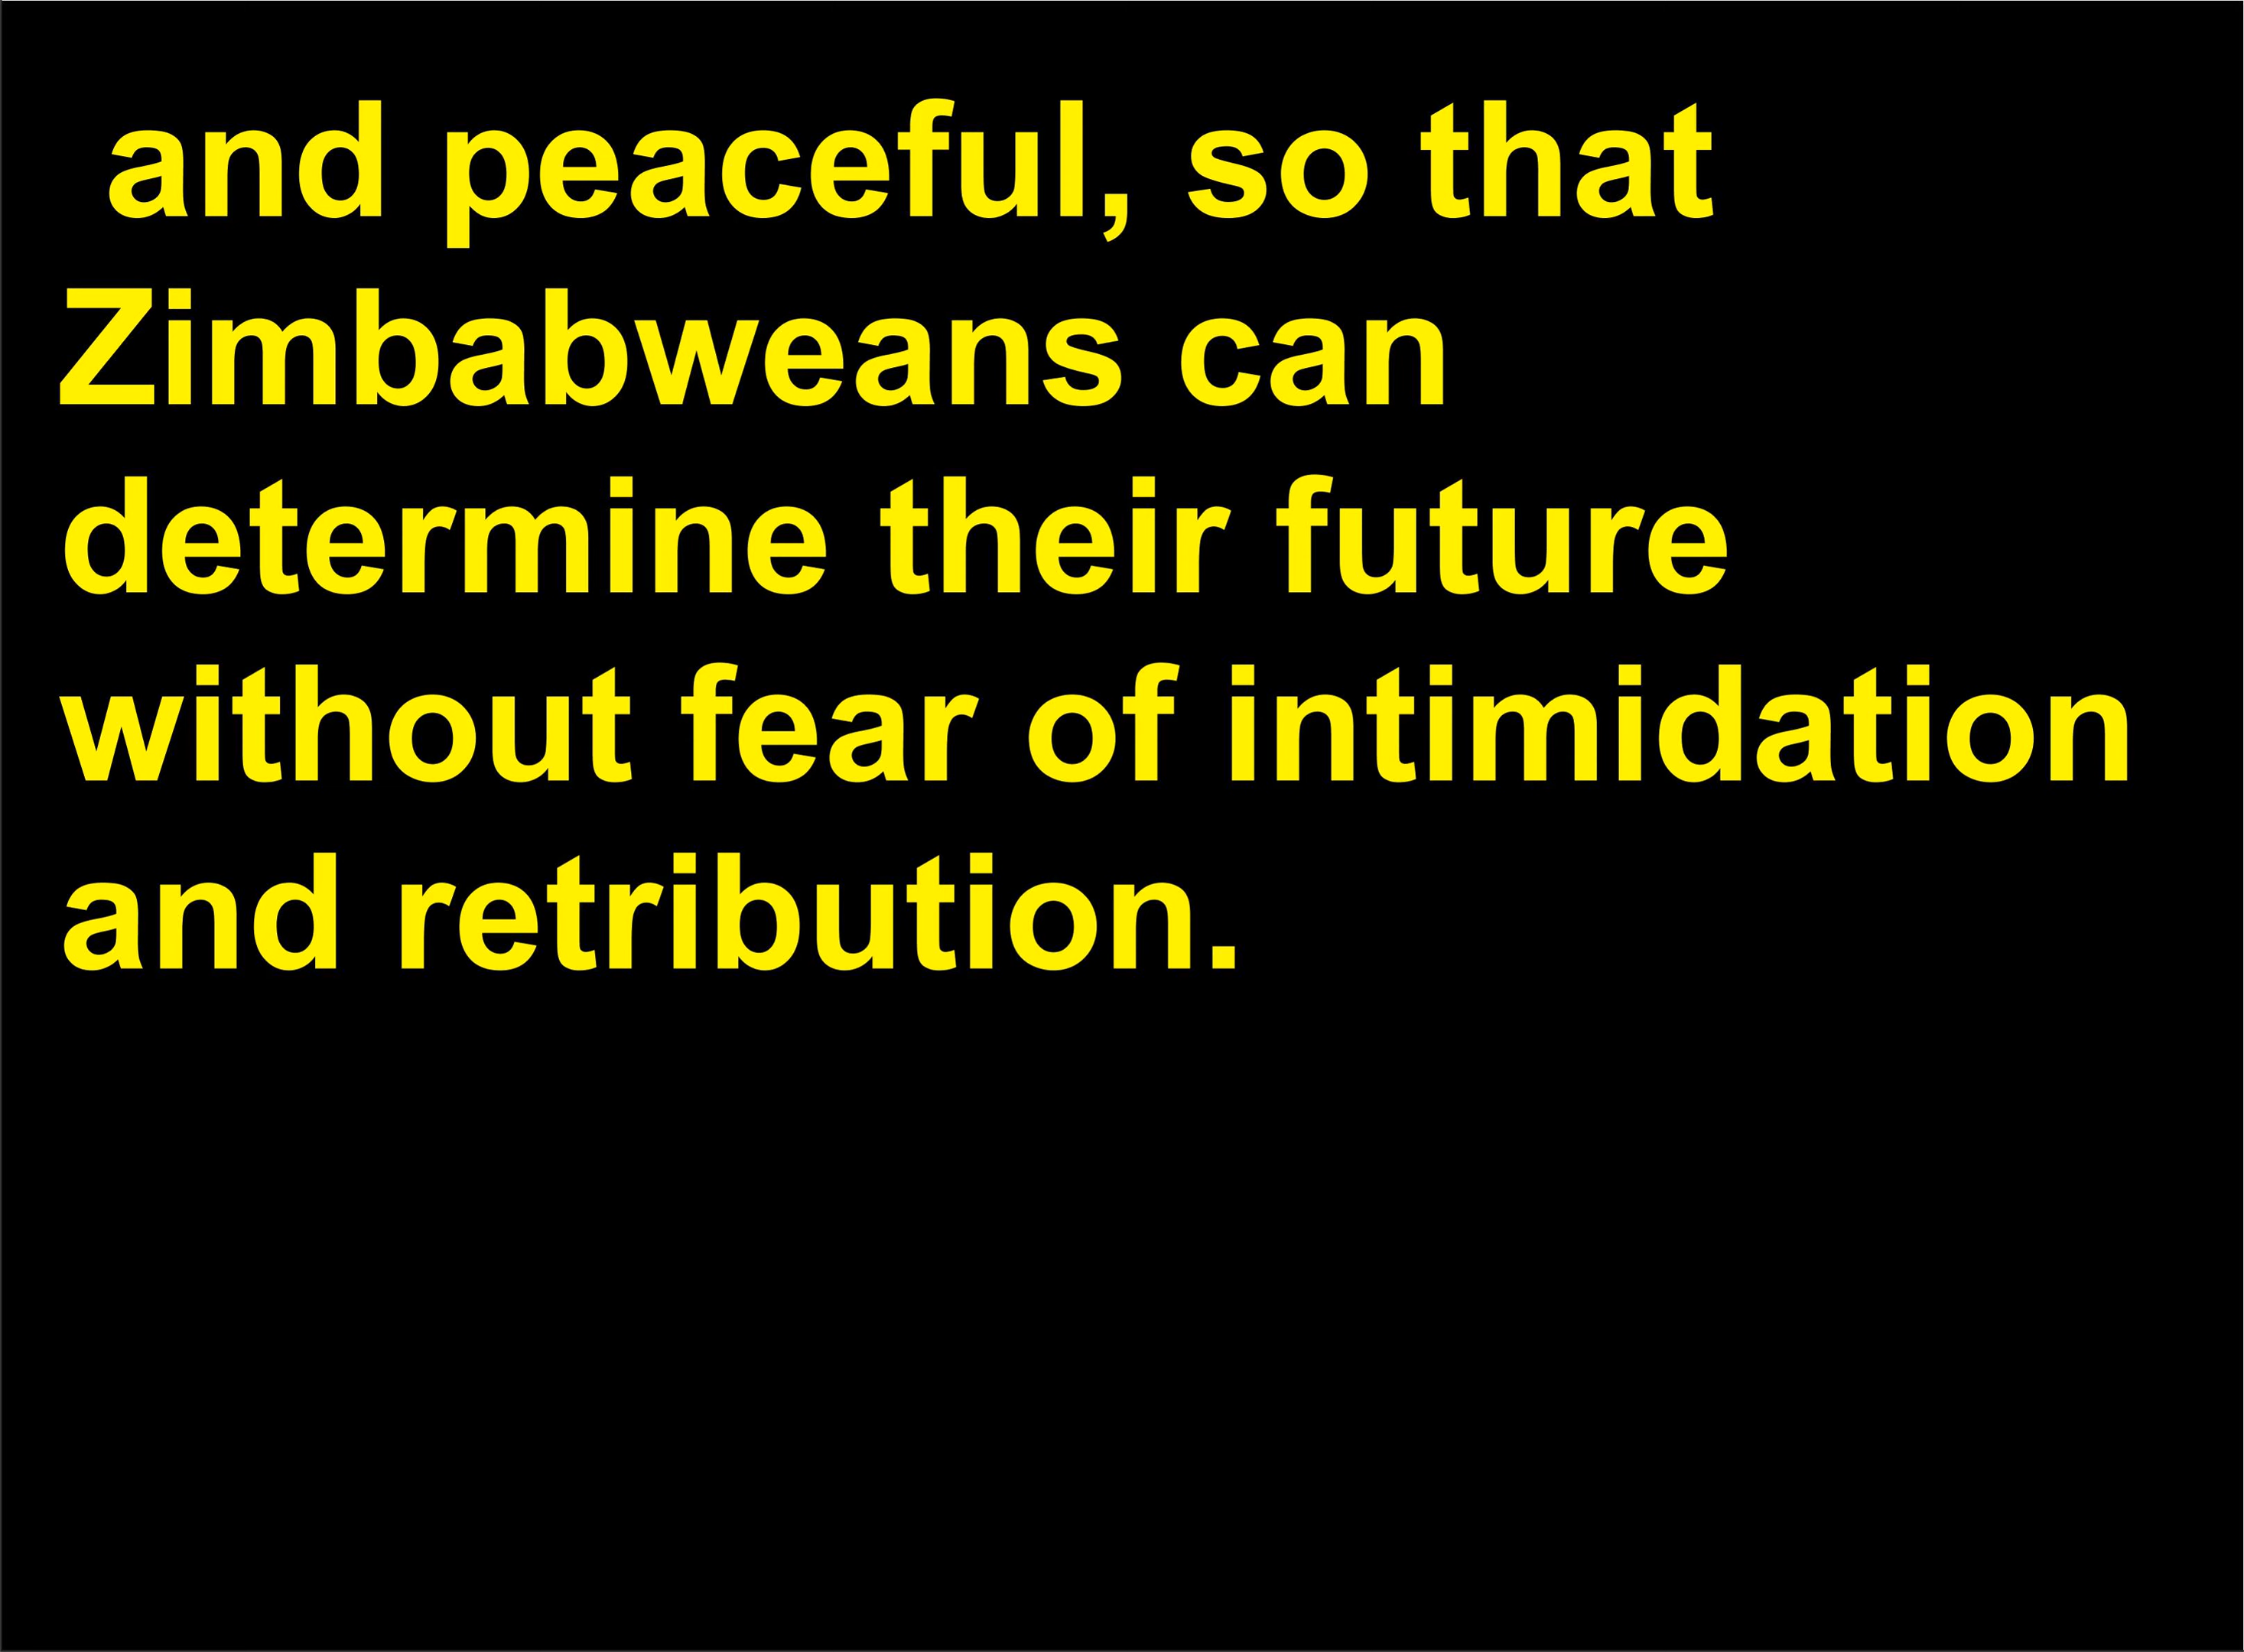 and peaceful, so that
Zimbabweans can
determine their future
without fear of intimidation
and retribution.